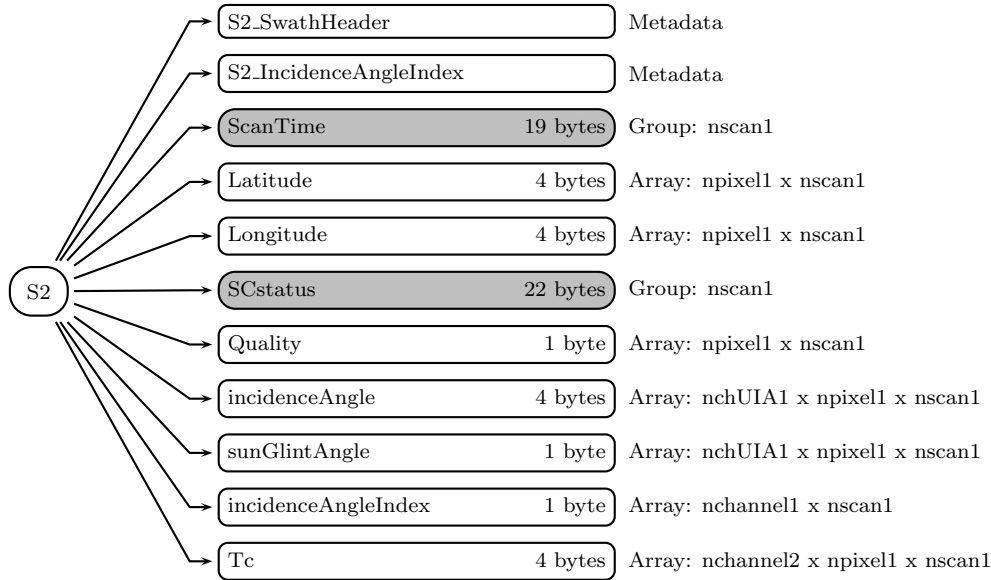 S2_SwathHeader Metadata
S2_IncidenceAngleIndex Metadata
ScanTime 19 bytes Group: nscan1
Latitude 4 bytes Array: npixel1 x nscan1
Longitude 4 bytes Array: npixel1 x nscan1
S2 SCstatus 22 bytes Group: nscan1
Quality 1 byte Array: npixel1 x nscan1
incidenceAngle 4 bytes Array: nchUIA1 x npixel1 x nscan1
sunGlintAngle 1 byte Array: nchUIA1 x npixel1 x nscan1
incidenceAngleIndex 1 byte Array: nchannel1 x nscan1
Tc 4 bytes Array: nchannel2 x npixel1 x nscan1